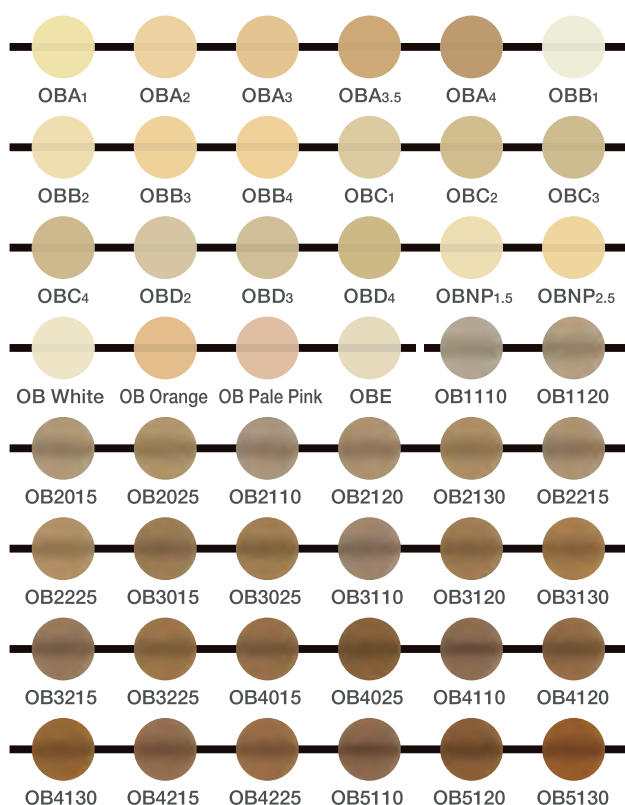 OBA1 OBA2 OBA3 OBA3.5 OBA4 OBB1
OBB2 OBB3 OBB4 OBC1 OBC2 OBC3
OBC4 OBD2 OBD3 OBD4 OBNP1.5 OBNP2.5
OB White OB Orange OB Pale Pink OBE OB1110 OB1120
OB2015 OB2025 OB2110 OB2120 OB2130 OB2215
OB2225 OB3015 OB3025 OB3110 OB3120 OB3130
OB3215 OB3225 OB4015 OB4025 OB4110 OB4120
OB4130 OB4215 OB4225 OB5110 OB5120 OB5130